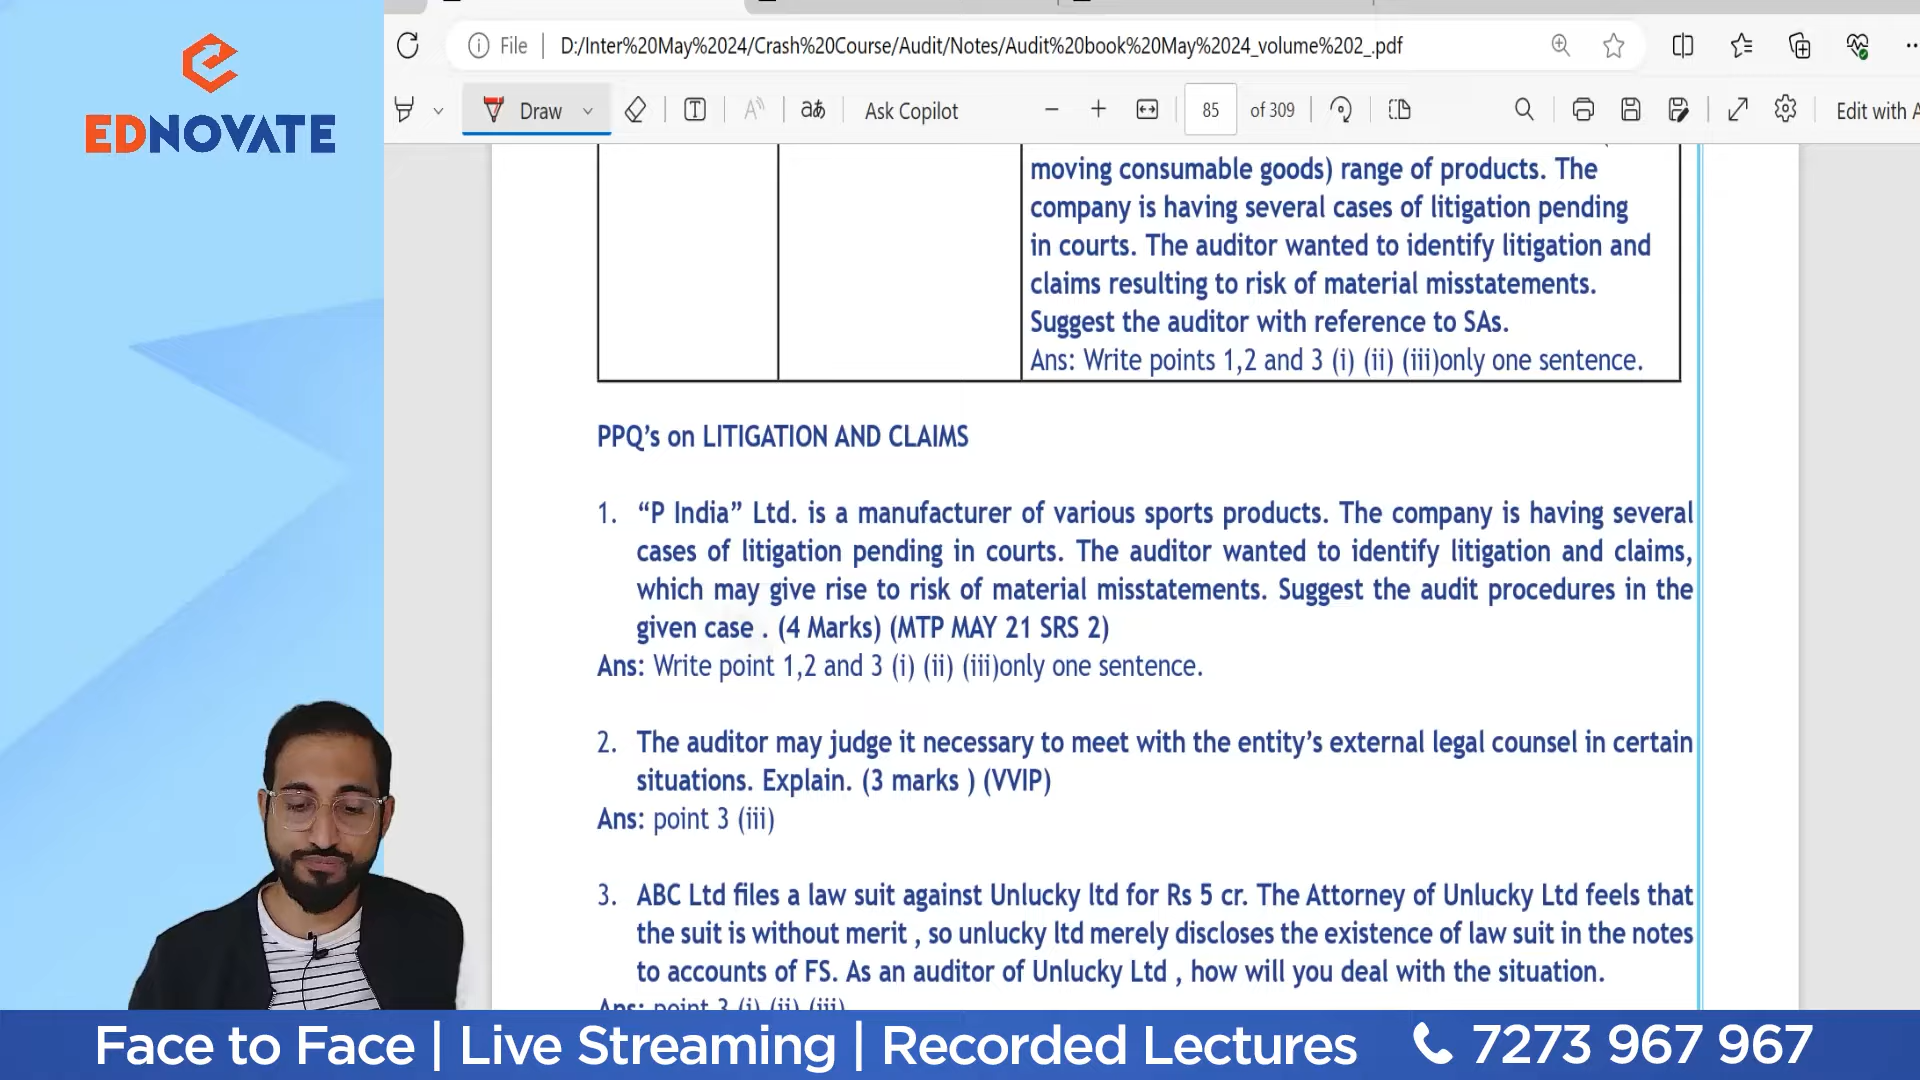 EDNOVATE
File
D:/Inter%20May%2024/Crash%20Course/Audit/Notes/Audit%20book%20May%2024_volume%202_.pdf
Draw
T
A
aあ
Ask Copilot
85 of 309
Edit with A
moving consumable goods) range of products. The
company is having several cases of litigation pending
in courts. The auditor wanted to identify litigation and
claims resulting to risk of material misstatements.
Suggest the auditor with reference to SAs.
Ans: Write points 1,2 and 3 (i) (ii) (iii)only one sentence.
PPQ's on LITIGATION AND CLAIMS
1. “P India” Ltd. is a manufacturer of various sports products. The company is having several
cases of litigation pending in courts. The auditor wanted to identify litigation and claims,
which may give rise to risk of material misstatements. Suggest the audit procedures in the
given case . (4 Marks) (MTP MAY 21 SRS 2)
Ans: Write point 1,2 and 3 (i) (ii) (iii)only one sentence.
2. The auditor may judge it necessary to meet with the entity's external legal counsel in certain
situations. Explain. (3 marks ) (VVIP)
Ans: point 3 (iii)
3. ABC Ltd files a law suit against Unlucky ltd for Rs 5 cr. The Attorney of Unlucky Ltd feels that
the suit is without merit , so unlucky ltd merely discloses the existence of law suit in the notes
to accounts of FS. As an auditor of Unlucky Ltd , how will you deal with the situation.
Ans: point 3 (i) (ii) (iii)
Face to Face | Live Streaming | Recorded Lectures 7273 967 967